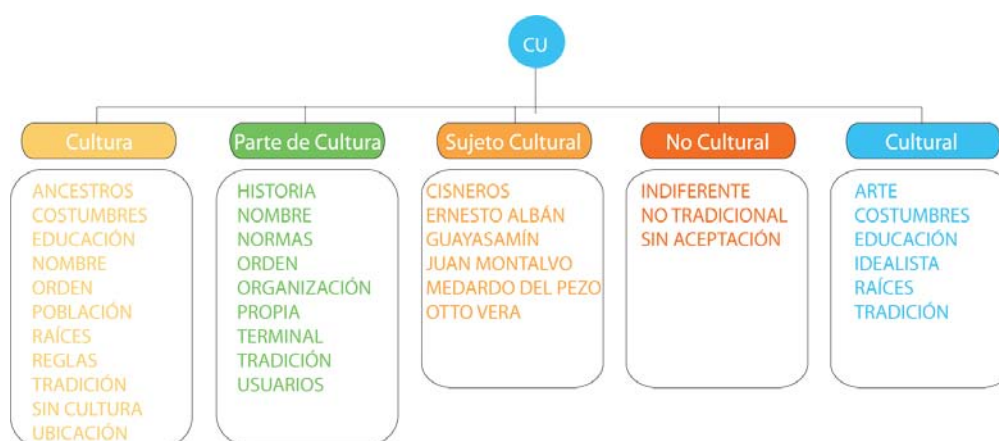 CU
Cultura
ANCESTROS
COSTUMBRES
EDUCACIÓN
NOMBRE
ORDEN
POBLACIÓN
RAÍCES
REGLAS
TRADICIÓN
SIN CULTURA
UBICACIÓN
Parte de Cultura
HISTORIA
NOMBRE
NORMAS
ORDEN
ORGANIZACIÓN
PROPIA
TERMINAL
TRADICIÓN
USUARIOS
Sujeto Cultural
CISNEROS
ERNESTO ALBÁN
GUAYASAMÍN
JUAN MONTALVO
MEDARDO DEL PEZO
OTTO VERA
No Cultural
INDIFERENTE
NO TRADICIONAL
SIN ACEPTACIÓN
Cultural
ARTE
COSTUMBRES
EDUCACIÓN
IDEALISTA
RAÍCES
TRADICIÓN